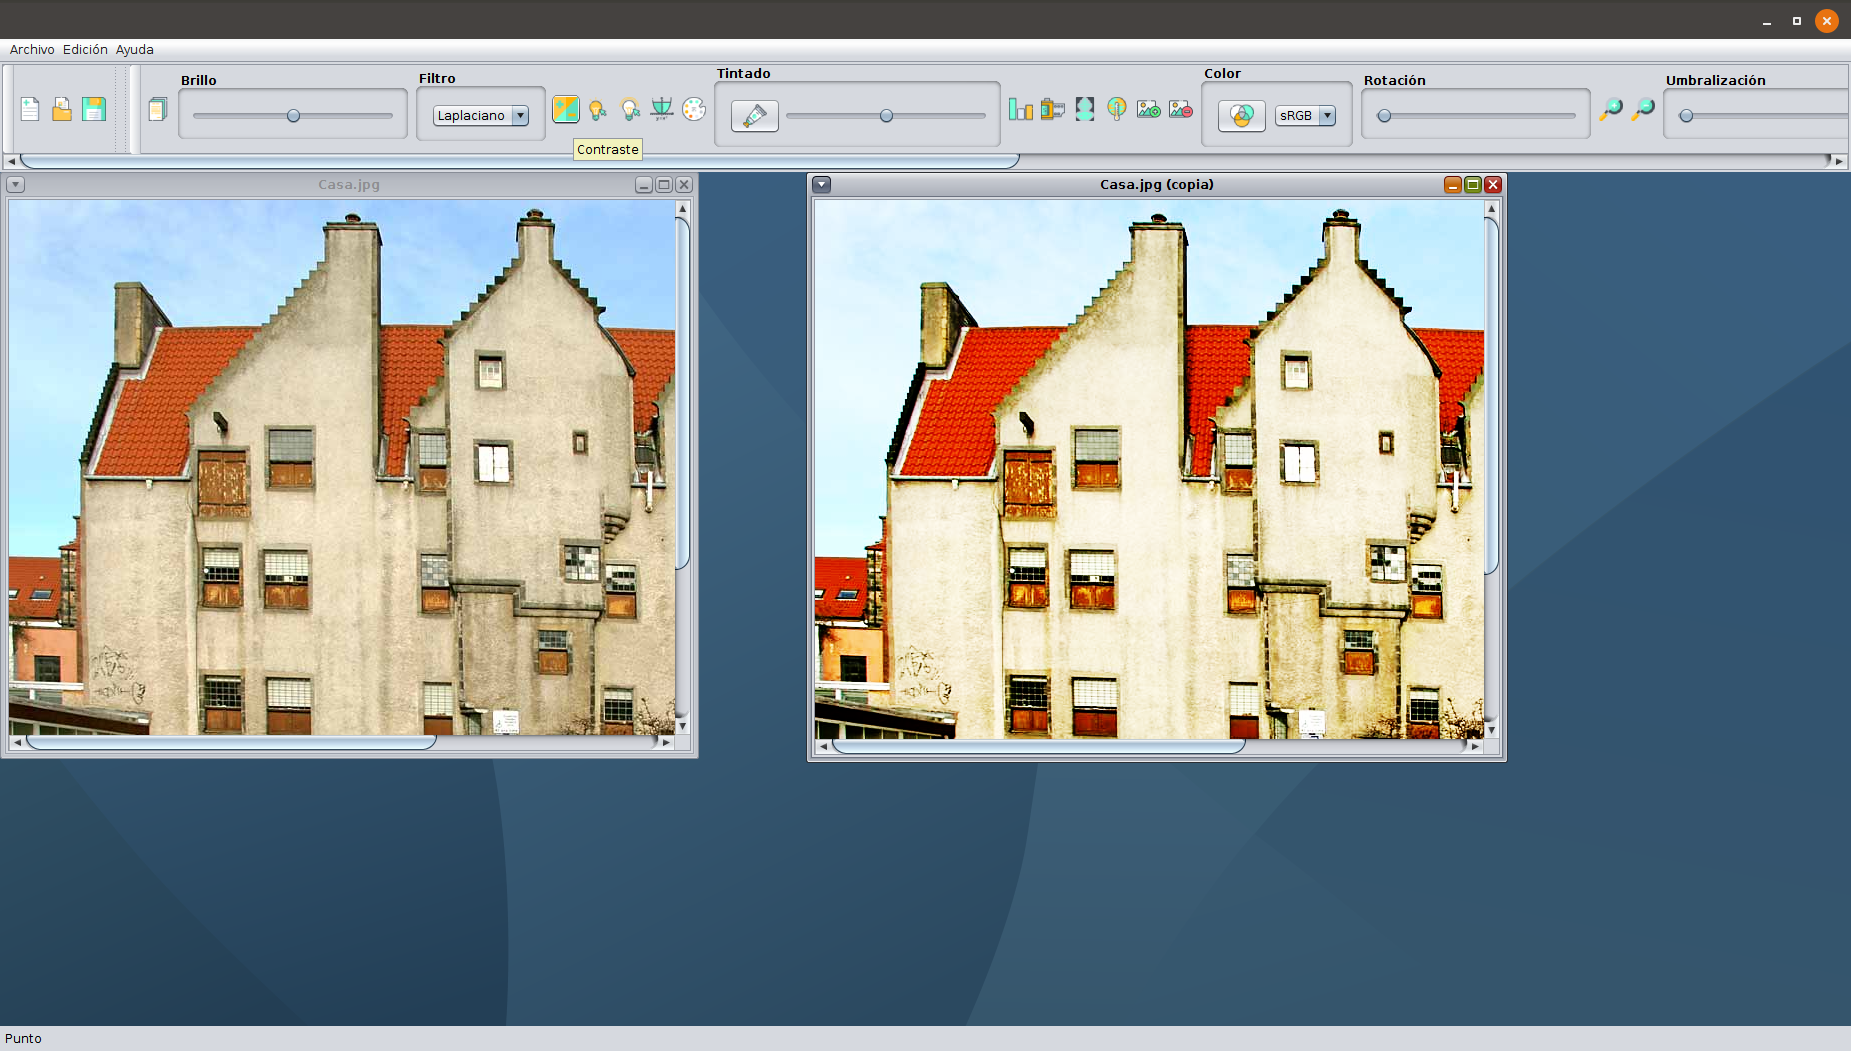 Archivo Edición Ayuda
Brillo
Filtro
Tintado
Color
Rotación
Umbralización
Laplaciano
sRGB
Contraste
Casa.jpg
Casa.jpg (copia)
Punto